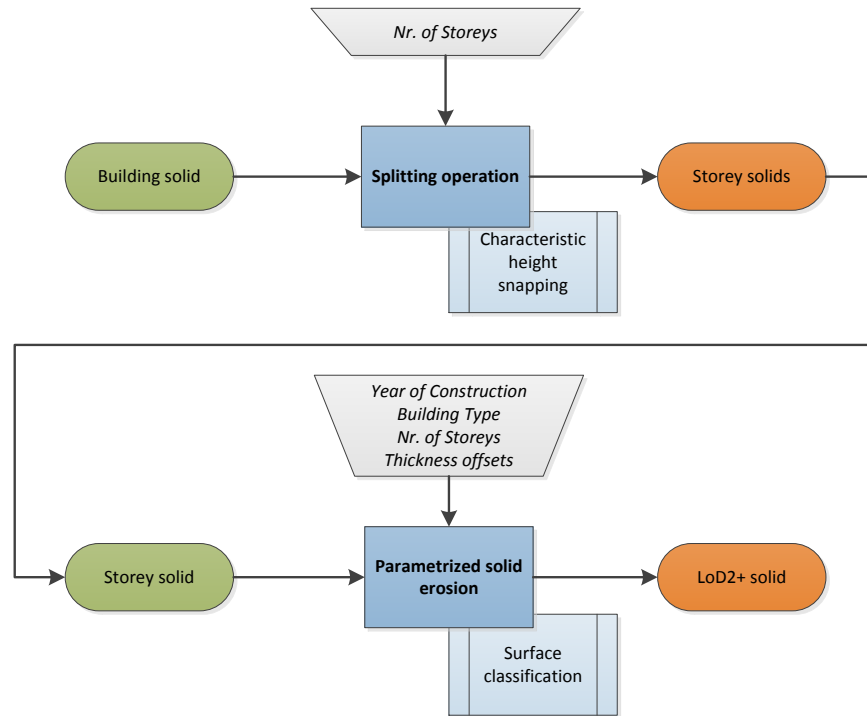 Nr. of Storeys
Building solid
Splitting operation
Storey solids
Characteristic
height
snapping
Year of Construction
Building Type
Nr. of Storeys
Thickness offsets
Storey solid
Parametrized solid
erosion
LoD2+ solid
Surface
classification